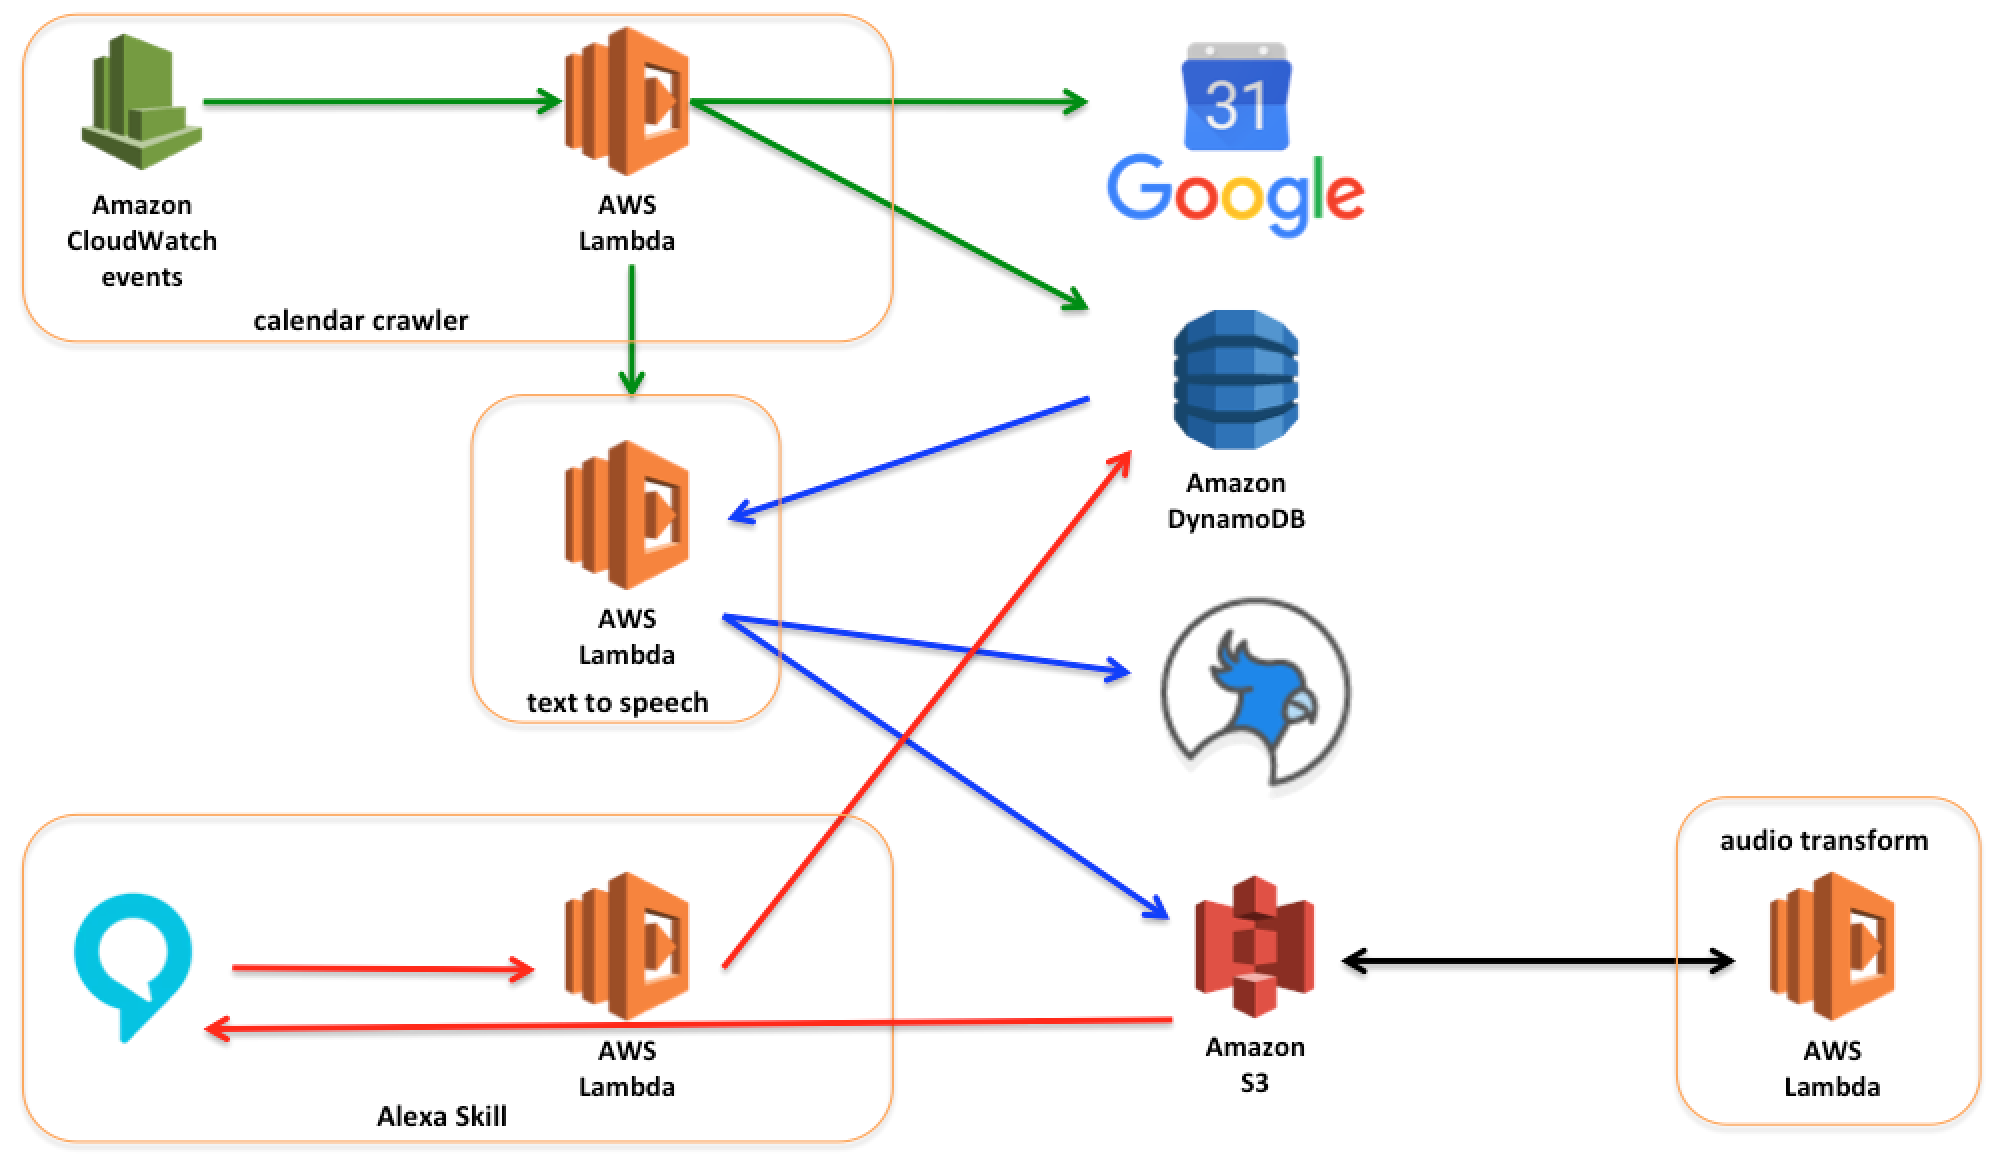 31
Google
Amazon
CloudWatch
events
AWS
Lambda
calendar crawler
Amazon
DynamoDB
AWS
Lambda
text to speech
audio transform
AWS
Lambda
Alexa Skill
Amazon
S3
AWS
Lambda